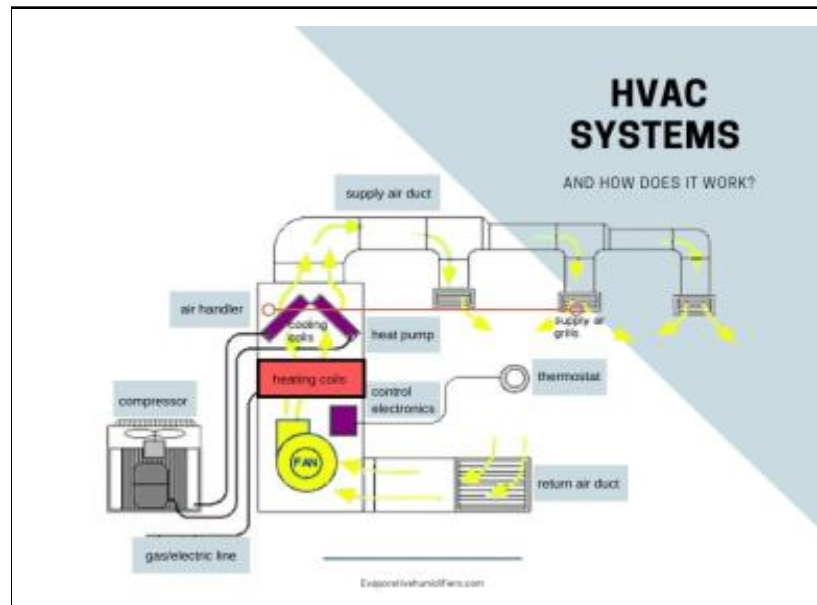 HVAC
SYSTEMS
AND HOW DOES IT WORK?
supply air duct
air handler
cooling
coils
heat pump
supply air
grills
heating coils
thermostat
control
electronics
compressor
FAN
return air duct
gas/electric line
Evaporativehumidifiers.com